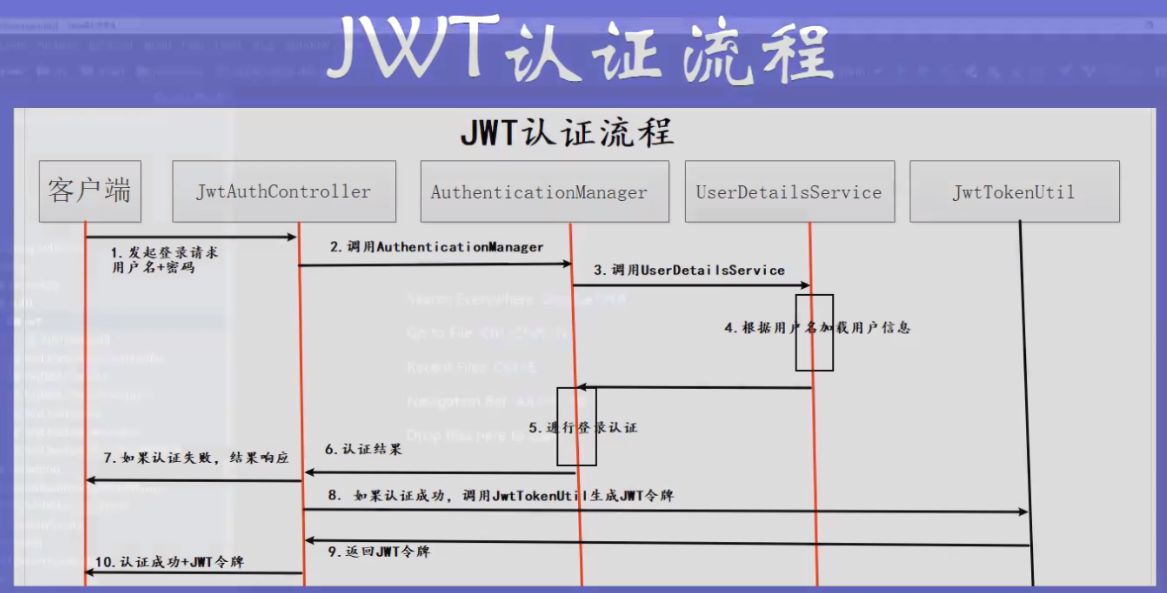 JWT认证流程
JWT认证流程
客户端
JwtAuthController
AuthenticationManager
UserDetailsService
JwtTokenUtil
1.发起登录请求
用户名+密码
2.调用AuthenticationManager
3.调用UserDetailsService
4.根据用户名加载用户信息
5.进行登录认证
6.认证结果
7.如果认证失败，结果响应
8. 如果认证成功，调用JwtTokenUtil生成JWT令牌
9.返回JWT令牌
10.认证成功+JWT令牌